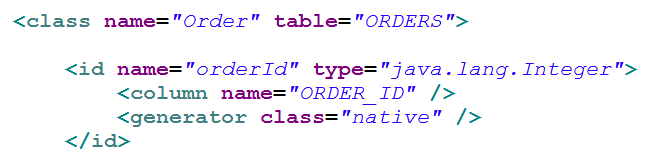 <class name="Order" table="ORDERS">
<id name="orderId" type="java.lang.Integer">
<column name="ORDER_ID" />
<generator class="native" />
</id>